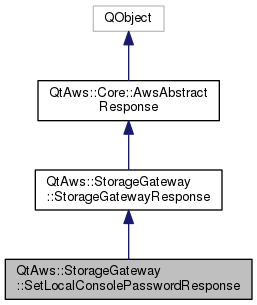 QObject
QtAws::Core::AwsAbstract
Response
QtAws::StorageGateway
::StorageGatewayResponse
QtAws::StorageGateway
::SetLocalConsolePasswordResponse